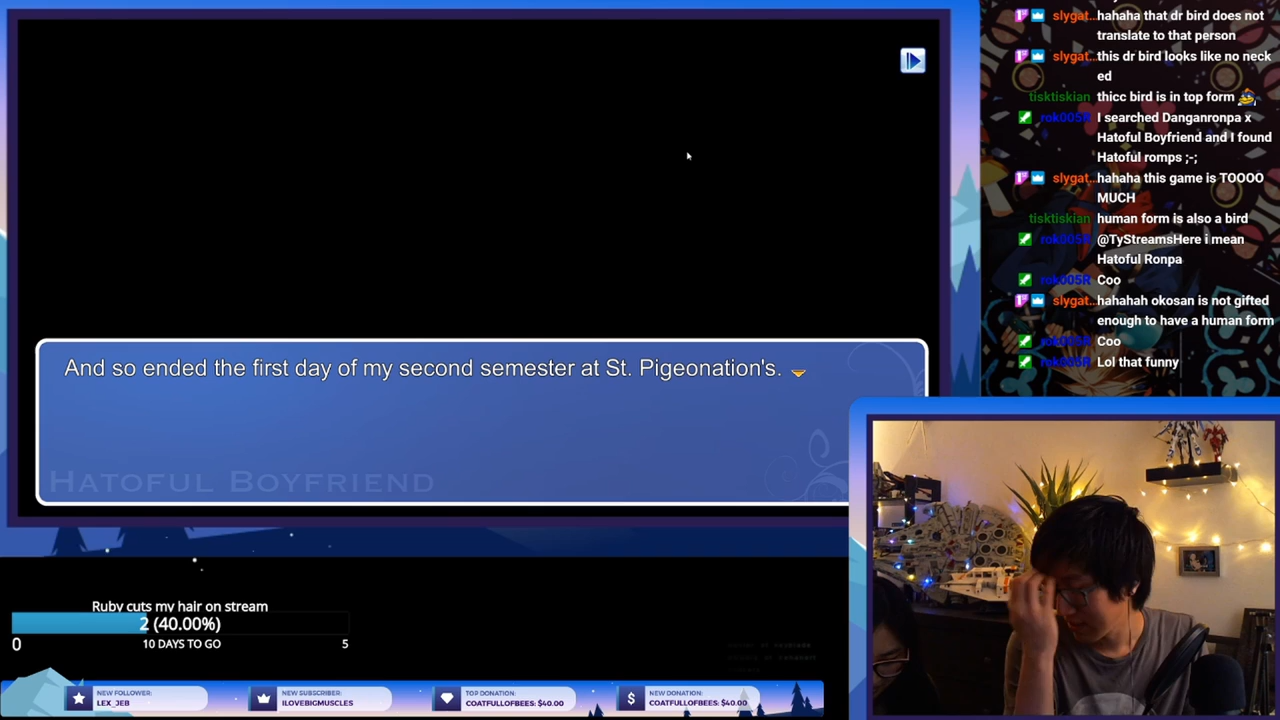 And so ended the first day of my second semester at St. Pigeonation's.
HATOFUL BOYFRIEND
slygat... hahaha that dr bird does not
translate to that person
slygat... this dr bird looks like no neck
ed
tisktiskian thicc bird is in top form
rok005R I searched Danganronpa x
Hatoful Boyfriend and I found
Hatoful romps ;-;
slygat... hahaha this game is TOOOO
MUCH
tisktiskian human form is also a bird
rok005R @TyStreamsHere i mean
Hatoful Ronpa
rok005R Coo
slygat... hahahah okosan is not gifted
enough to have a human form
rok005R Coo
rok005R Lol that funny
Ruby cuts my hair on stream
2 (40.00%)
0 10 DAYS TO GO 5
NEW FOLLOWER:
LEX_JEB
NEW SUBSCRIBER:
ILOVEBIGMUSCLES
TOP DONATION:
COATFULLOFBEES: $40.00
$ NEW DONATION:
COATFULLOFBEES: $40.00